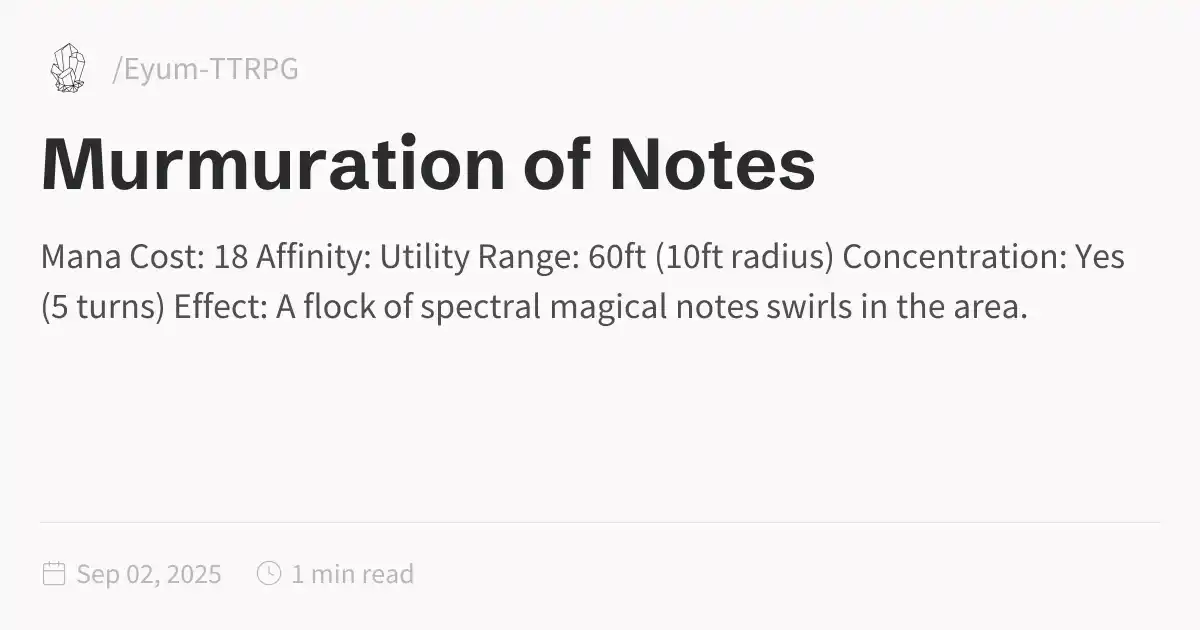 /Eyum-TTRPG
Murmuration of Notes
Mana Cost: 18 Affinity: Utility Range: 60ft (10ft radius) Concentration: Yes
(5 turns) Effect: A flock of spectral magical notes swirls in the area.
Sep 02, 2025 1 min read